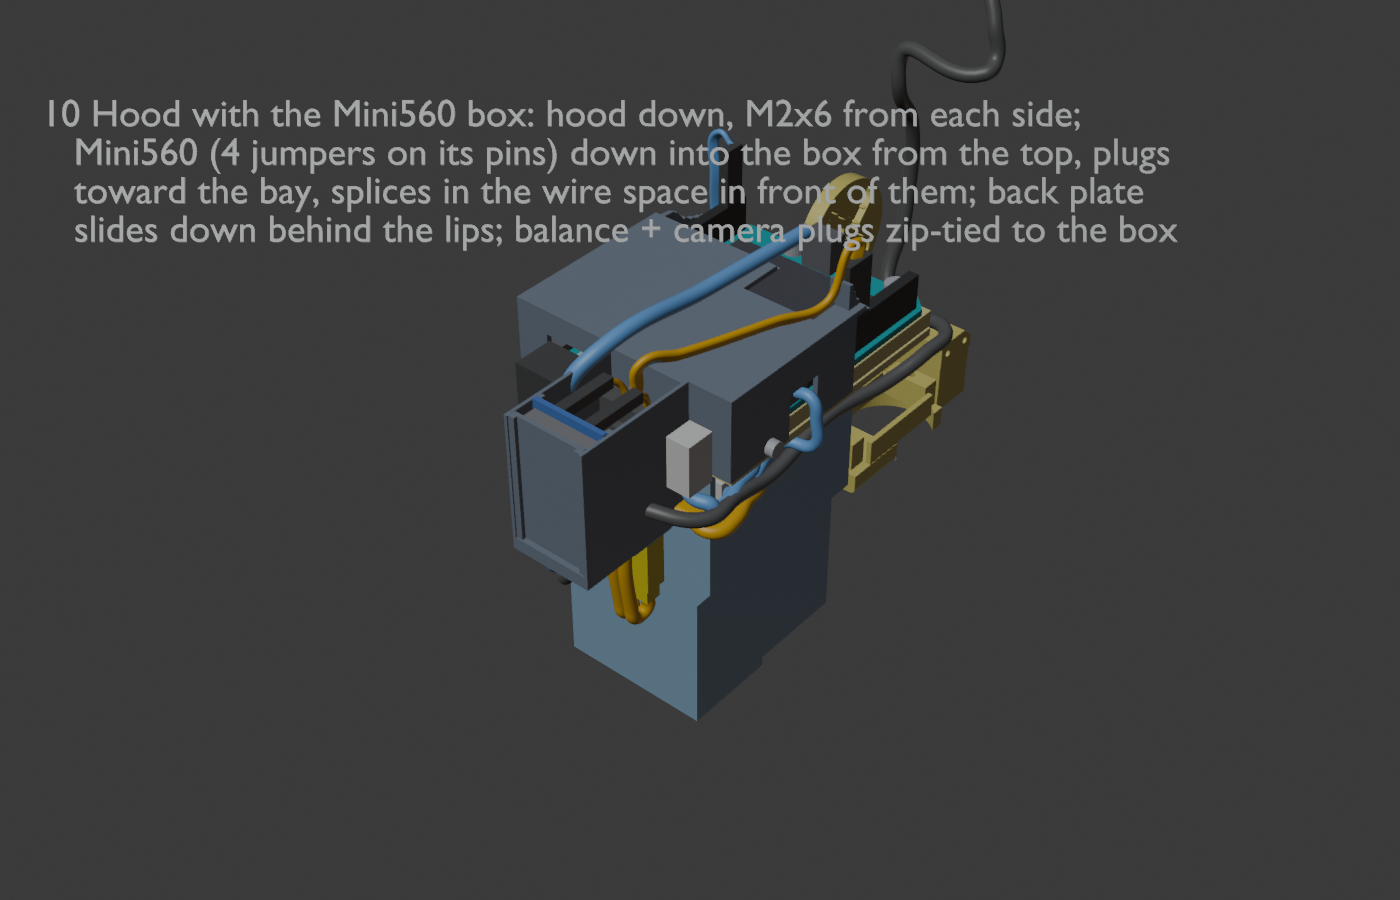 10 Hood with the Mini560 box: hood down, M2x6 from each side;
Mini560 (4 jumpers on its pins) down into the box from the top, plugs
toward the bay, splices in the wire space in front of them; back plate
slides down behind the lips; balance + camera plugs zip-tied to the box